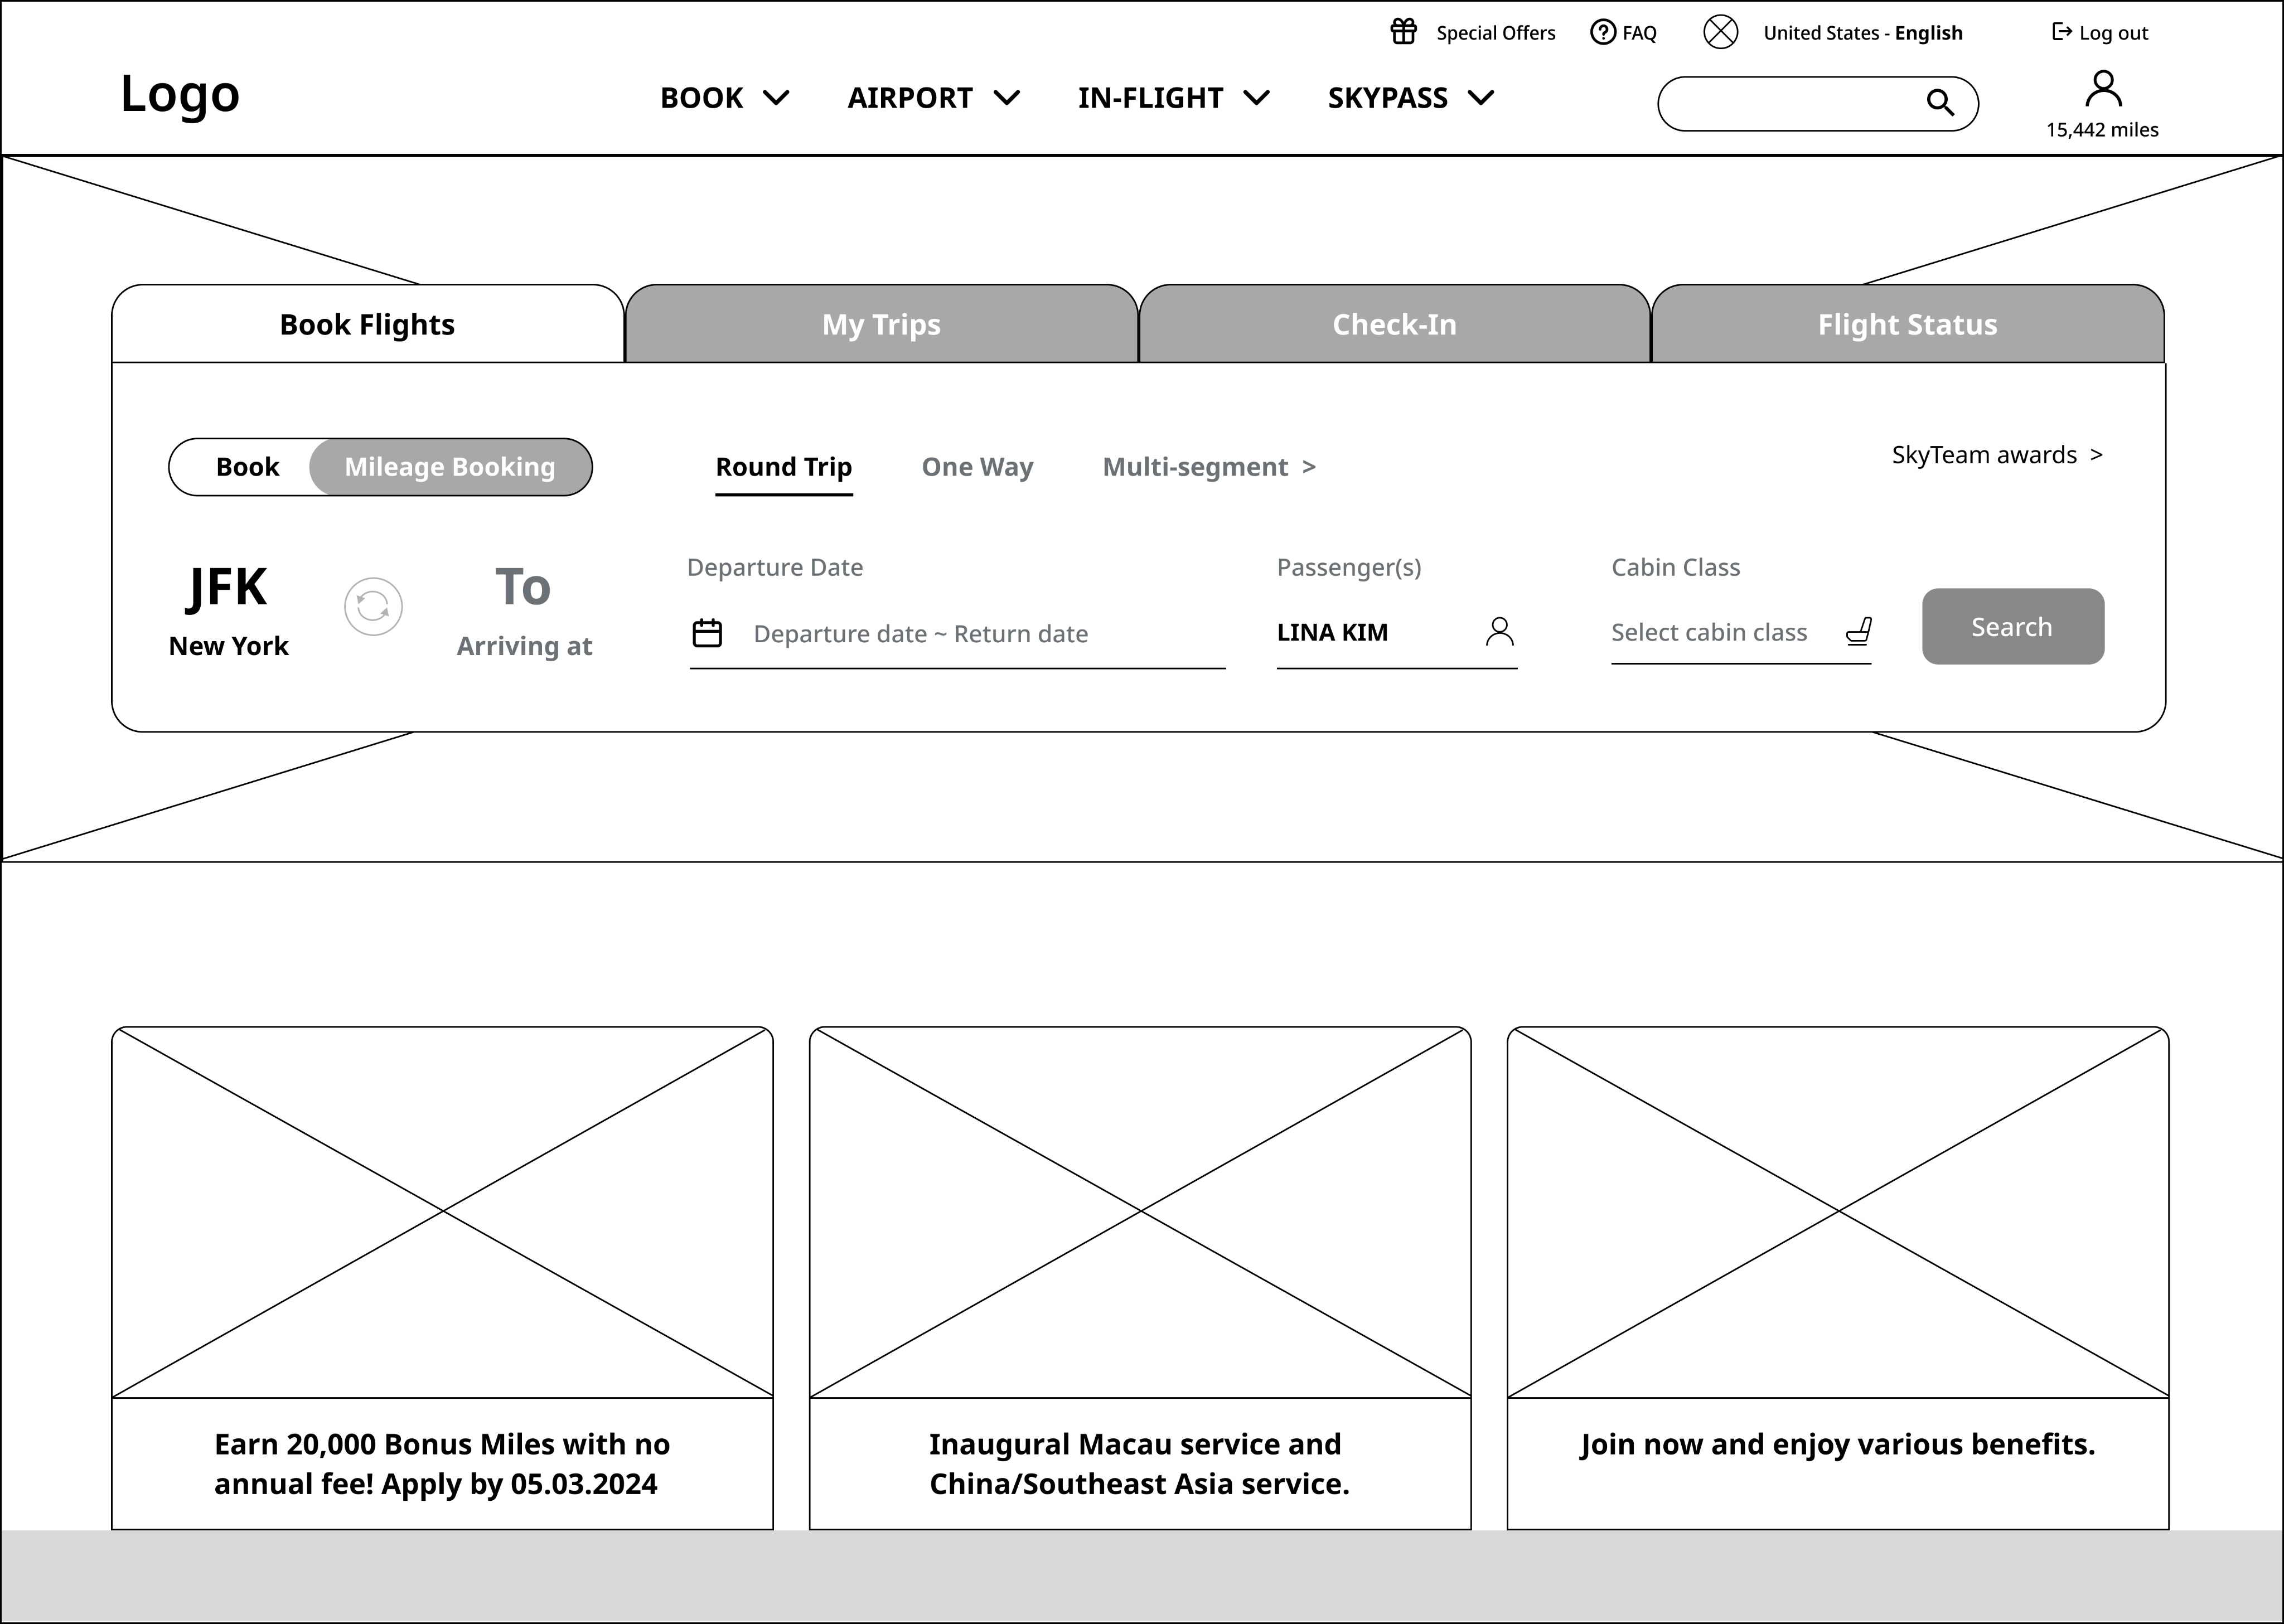 Special Offers
FAQ
United States - English
Log out
Logo
BOOK
AIRPORT
IN-FLIGHT
SKYPASS
15,442 miles
Book Flights
My Trips
Check-In
Flight Status
Book
Mileage Booking
Round Trip
One Way
Multi-segment >
SkyTeam awards >
JFK
New York
To
Arriving at
Departure Date
Departure date ~ Return date
Passenger(s)
LINA KIM
Cabin Class
Select cabin class
Search
Earn 20,000 Bonus Miles with no
annual fee! Apply by 05.03.2024
Inaugural Macau service and
China/Southeast Asia service.
Join now and enjoy various benefits.